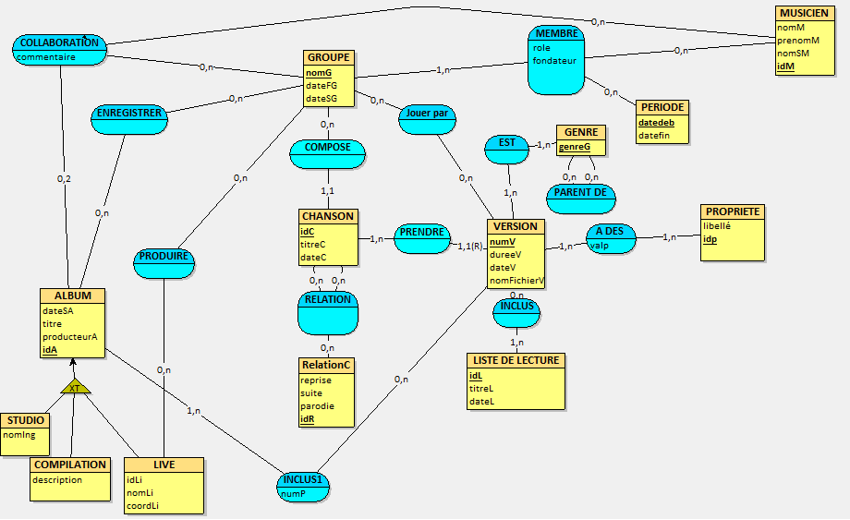 MUSICIEN
nomM
prenomM
nomSM
idM
COLLABORATION
commentaire
0,n
MEMBRE
role
fondateur
0,n
GROUPE
nomG
dateFG
dateSG
0,n
1,n
0,n
PERIODE
datedeb
datefin
ENREGISTRER
0,n
0,n
Jouer par
0,n
GENRE
genreG
EST
1,n
COMPOSE
0,n
0,n
0,n
0,2
0,n
1,1
0,n
1,n
PARENT DE
0,n
CHANSON
idC
titreC
dateC
1,n
PRENDRE
1,1(R)
VERSION
numV
dureeV
dateV
nomFichierV
1,n
A DES
valp
1,n
PROPRIETE
libellé
idp
PRODUIRE
0,n
0,n
RELATION
0,n
INCLUS
ALBUM
dateSA
titre
producteurA
idA
0,n
1,n
RelationC
reprise
suite
parodie
idR
LISTE DE LECTURE
idL
titreL
dateL
0,n
0,n
XT
1,n
STUDIO
nomIng
COMPILATION
description
LIVE
idLi
nomLi
coordLi
INCLUS1
numP